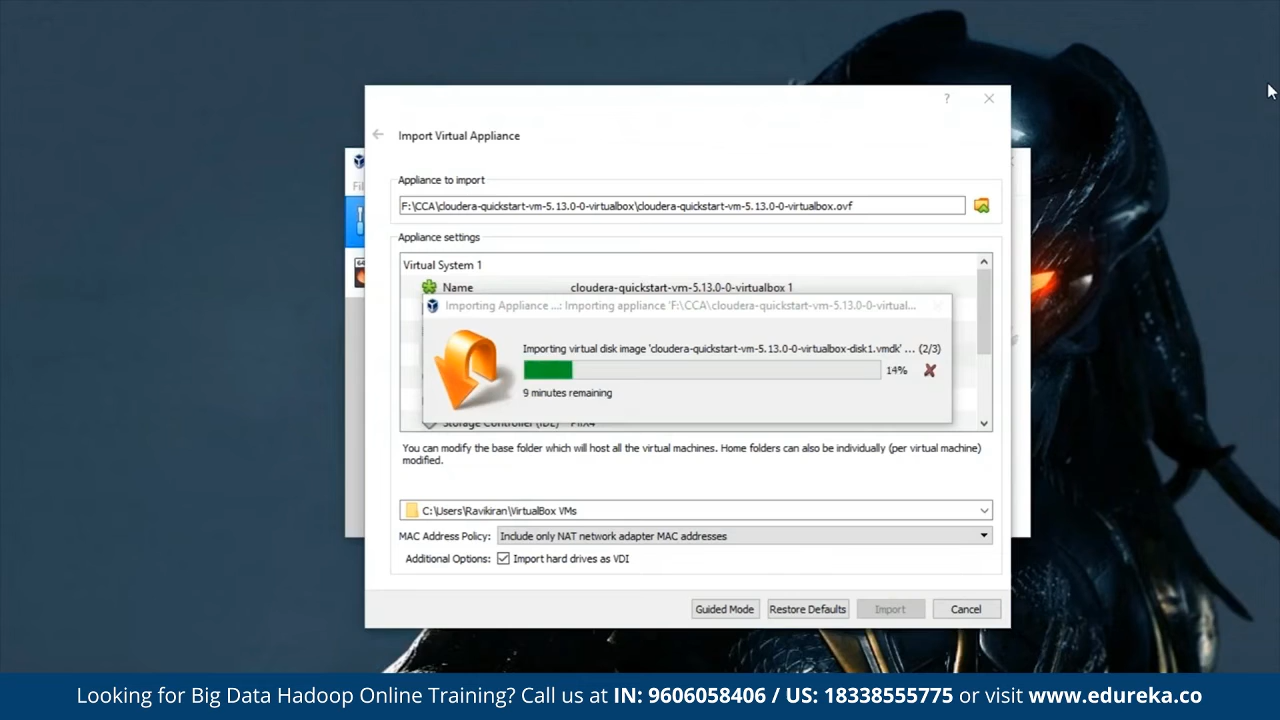 ?
Import Virtual Appliance
Appliance to import
F:\CCA\cloudera-quickstart-vm-5.13.0-0-virtualbox\cloudera-quickstart-vm-5.13.0-0-virtualbox.ovf
Appliance settings
Virtual System 1
Name cloudera-quickstart-vm-5.13.0-0-virtualbox 1
Importing Appliance ...: Importing appliance 'F:\CCA\cloudera-quickstart-vm-5.13.0-0-virtual...
Importing virtual disk image 'cloudera-quickstart-vm-5.13.0-0-virtualbox-disk1.vmdk' ... (2/3)
14%
9 minutes remaining
Storage Controller (IDE) PIIX4
You can modify the base folder which will host all the virtual machines. Home folders can also be individually (per virtual machine)
modified.
C:\Users\Ravikiran\VirtualBox VMs
MAC Address Policy: Include only NAT network adapter MAC addresses
Additional Options: Import hard drives as VDI
Guided Mode Restore Defaults Import Cancel
Looking for Big Data Hadoop Online Training? Call us at IN: 9606058406 / US: 18338555775 or visit www.edureka.co